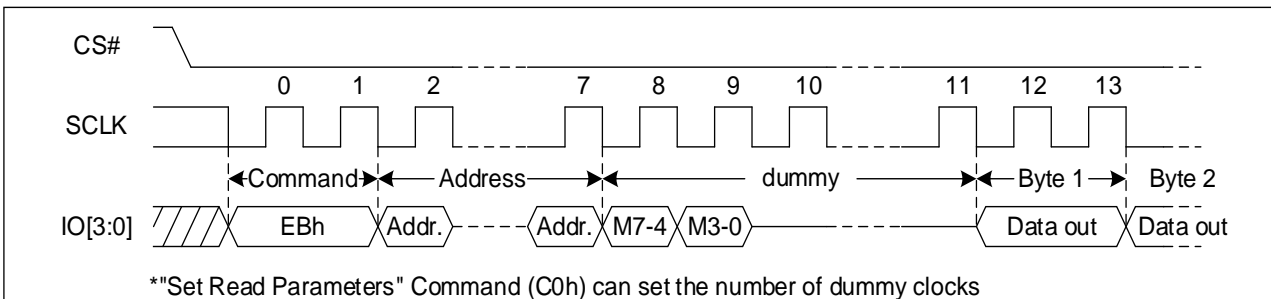 CS#
0 1 2 7 8 9 10 11 12 13
SCLK
Command Address dummy Byte 1 Byte 2
IO[3:0] EBh Addr. Addr. M7-4 M3-0 Data out Data out
*"Set Read Parameters" Command (C0h) can set the number of dummy clocks